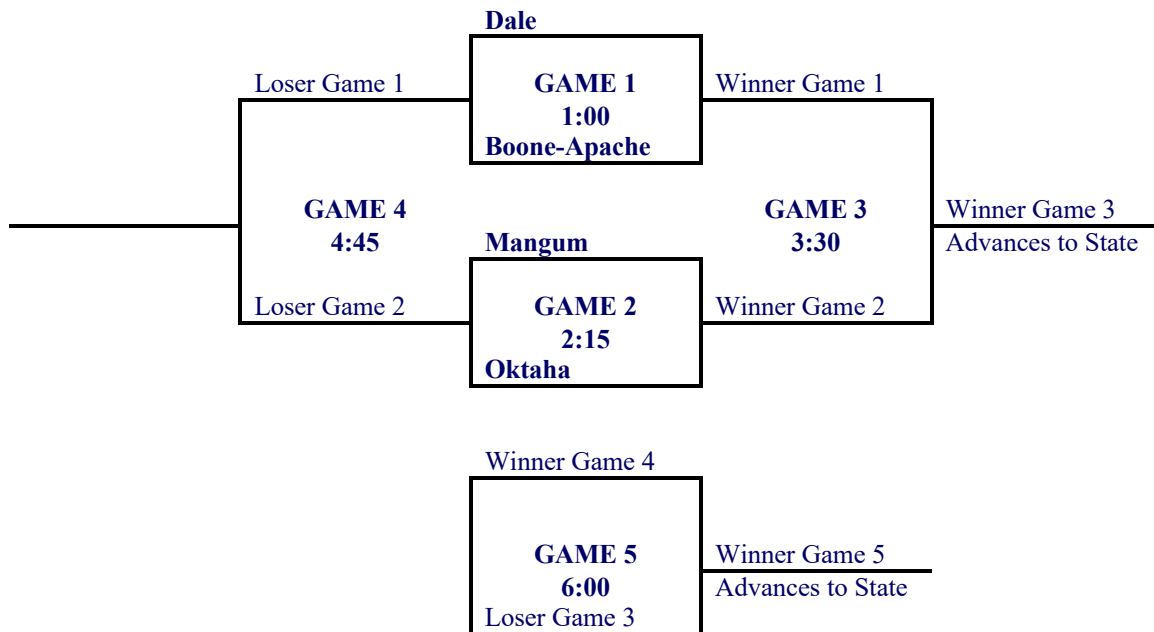 Dale
Loser Game 1
GAME 1
Winner Game 1
1:00
Boone-Apache
GAME 4
GAME 3
Winner Game 3
4:45
Mangum
3:30
Advances to State
Loser Game 2
GAME 2
Winner Game 2
2:15
Oktaha
Winner Game 4
GAME 5
Winner Game 5
6:00
Advances to State
Loser Game 3